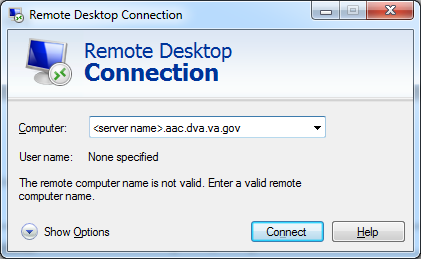 Remote Desktop Connection
Remote Desktop
Connection
Computer: <server name>.aac.dva.va.gov
User name: None specified
The remote computer name is not valid. Enter a valid remote
computer name.
Show Options Connect Help